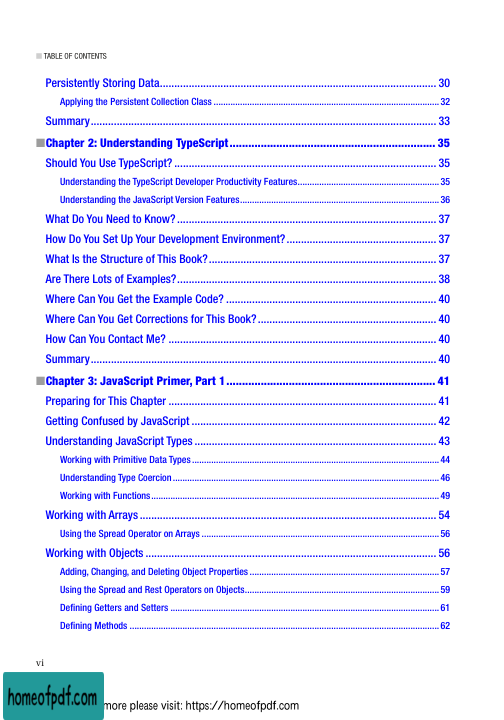 ■ TABLE OF CONTENTS
Persistently Storing Data................................................................ 30
Applying the Persistent Collection Class ................................................................ 32
Summary................................................................ 33
■Chapter 2: Understanding TypeScript................................................................ 35
Should You Use TypeScript? ................................................................ 35
Understanding the TypeScript Developer Productivity Features................................................................ 35
Understanding the JavaScript Version Features................................................................ 36
What Do You Need to Know? ................................................................ 37
How Do You Set Up Your Development Environment?................................................................ 37
What Is the Structure of This Book?................................................................ 37
Are There Lots of Examples?................................................................ 38
Where Can You Get the Example Code? ................................................................ 40
Where Can You Get Corrections for This Book?................................................................ 40
How Can You Contact Me? ................................................................ 40
Summary................................................................ 40
■Chapter 3: JavaScript Primer, Part 1 ................................................................ 41
Preparing for This Chapter ................................................................ 41
Getting Confused by JavaScript ................................................................ 42
Understanding JavaScript Types ................................................................ 43
Working with Primitive Data Types ................................................................ 44
Understanding Type Coercion................................................................ 46
Working with Functions................................................................ 49
Working with Arrays ................................................................ 54
Using the Spread Operator on Arrays ................................................................ 56
Working with Objects ................................................................ 56
Adding, Changing, and Deleting Object Properties ................................................................ 57
Using the Spread and Rest Operators on Objects................................................................ 59
Defining Getters and Setters ................................................................ 61
Defining Methods ................................................................ 62
vi
homeofpdf.com
more please visit: https://homeofpdf.com